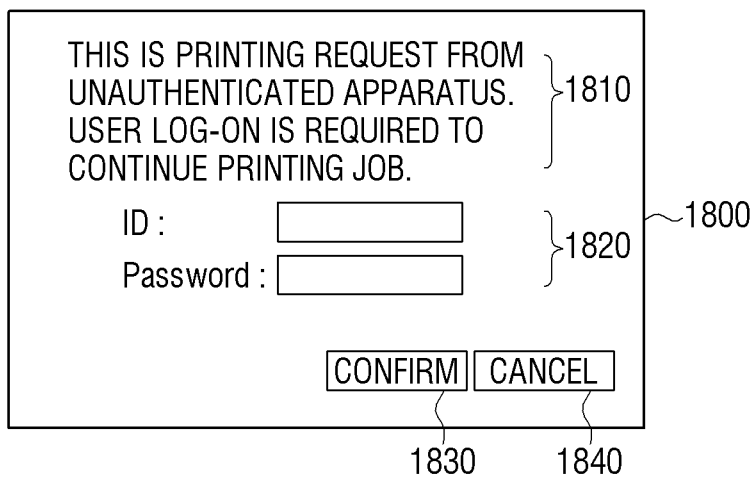 THIS IS PRINTING REQUEST FROM
UNAUTHENTICATED APPARATUS.
USER LOG-ON IS REQUIRED TO
CONTINUE PRINTING JOB.
1810
ID :
Password :
1820
1800
CONFIRM
CANCEL
1830
1840